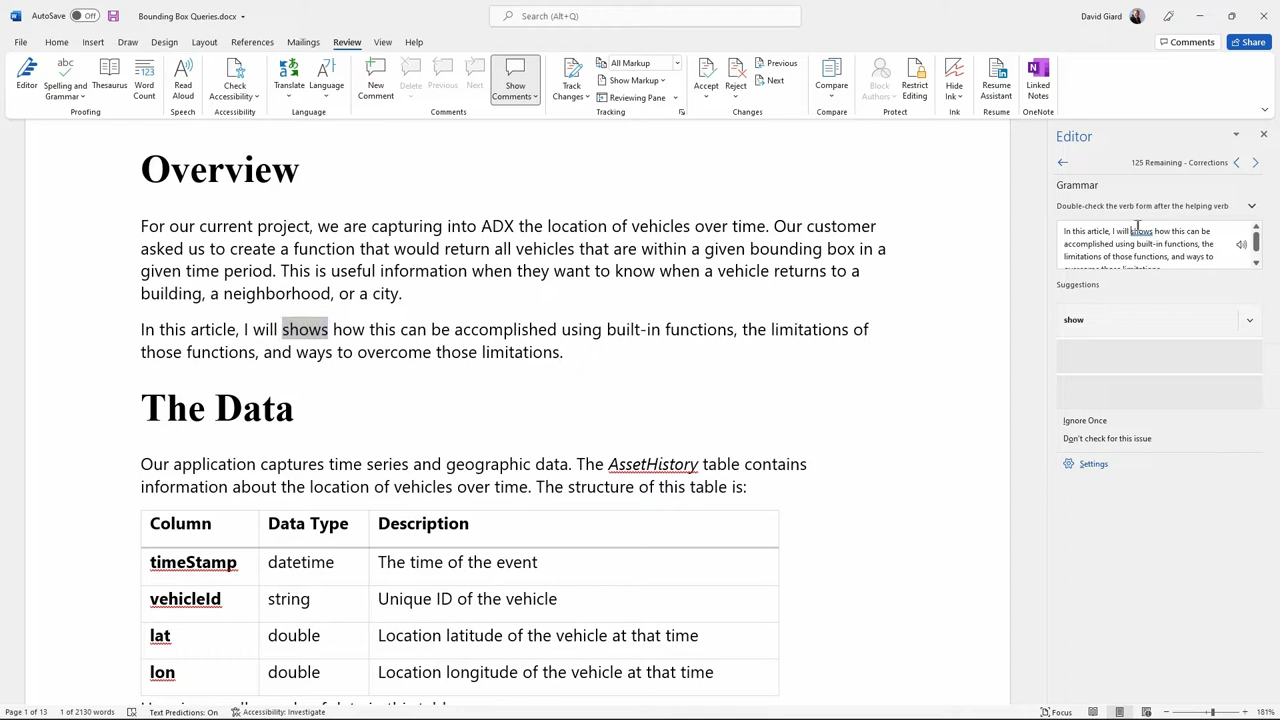 AutoSave Off Bounding Box Queries.docx Search (Alt+Q) David Giard
File Home Insert Draw Design Layout References Mailings Review View Help Comments Share
Editor Spelling and Grammar Thesaurus Word Count Read Aloud Check Accessibility Translate Language New Comment Delete Previous Next Show Comments Track Changes All Markup Show Markup Reviewing Pane Accept Reject Previous Next Compare Block Authors Restrict Editing Hide Ink Resume Assistant Linked Notes
Proofing Speech Accessibility Language Comments Tracking Changes Compare Protect Ink Resume OneNote
Overview
For our current project, we are capturing into ADX the location of vehicles over time. Our customer
asked us to create a function that would return all vehicles that are within a given bounding box in a
given time period. This is useful information when they want to know when a vehicle returns to a
building, a neighborhood, or a city.
In this article, I will shows how this can be accomplished using built-in functions, the limitations of
those functions, and ways to overcome those limitations.
The Data
Our application captures time series and geographic data. The AssetHistory table contains
information about the location of vehicles over time. The structure of this table is:
Column Data Type Description
timeStamp datetime The time of the event
vehicleId string Unique ID of the vehicle
lat double Location latitude of the vehicle at that time
lon double Location longitude of the vehicle at that time
Editor
125 Remaining - Corrections
Grammar
Double-check the verb form after the helping verb
In this article, I will shows how this can be
accomplished using built-in functions, the
limitations of those functions, and ways to
Suggestions
show
Ignore Once
Don't check for this issue
Settings
Page 1 of 13 1 of 2130 words Text Predictions: On Accessibility: Investigate Focus 181%